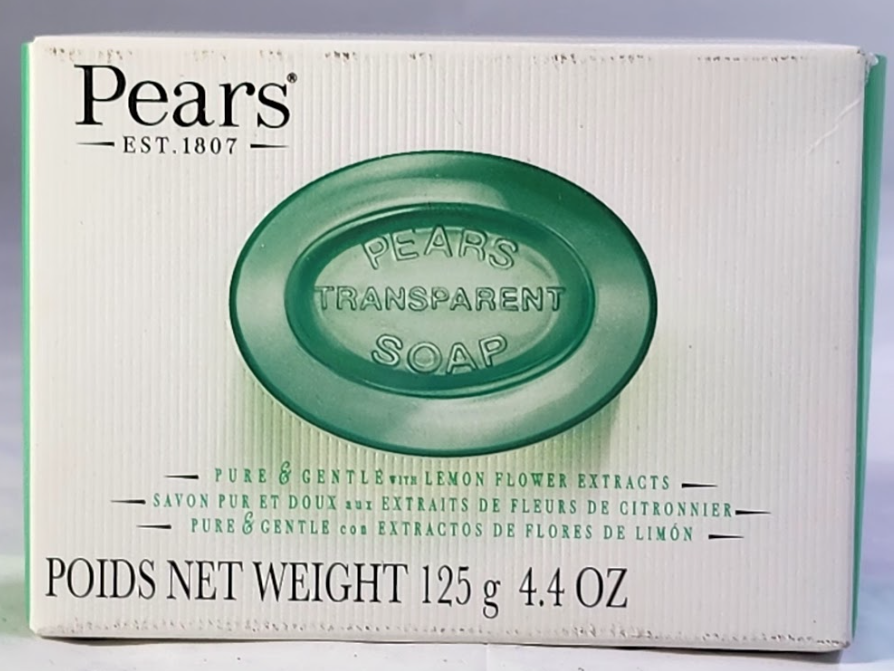 Pears®
EST.1807
PEARS
TRANSPARENT
SOAP
PURE & GENTLE WITH LEMON FLOWER EXTRACTS
SAVON PUR ET DOUX aux EXTRAITS DE FLEURS DE CITRONNIER
PURE & GENTLE con EXTRACTOS DE FLORES DE LIMÓN
POIDS NET WEIGHT 125 g 4.4 OZ